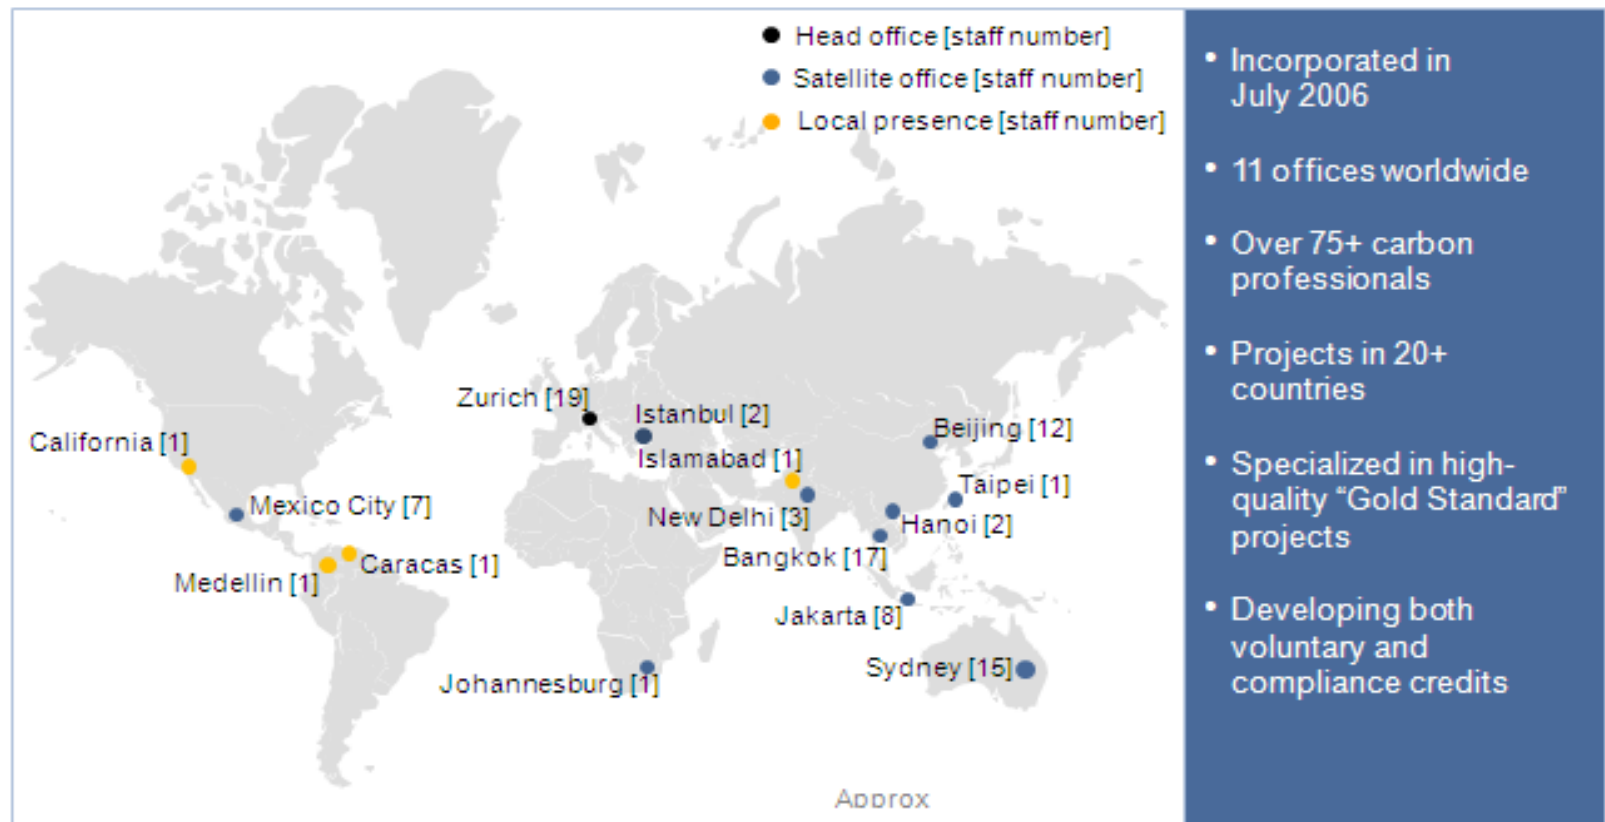 Head office [staff number]
Satellite office [staff number]
Local presence [staff number]
Zurich [19]
Istanbul [2]
Beijing [12]
California [1]
Islamabad [1]
Taipei [1]
Mexico City [7]
New Delhi [3]
Hanoi [2]
Bangkok [17]
Caracas [1]
Medellin [1]
Jakarta [8]
Sydney [15]
Johannesburg [1]
Approx
• Incorporated in
July 2006
• 11 offices worldwide
• Over 75+ carbon
professionals
• Projects in 20+
countries
• Specialized in high-
quality “Gold Standard”
projects
• Developing both
voluntary and
compliance credits